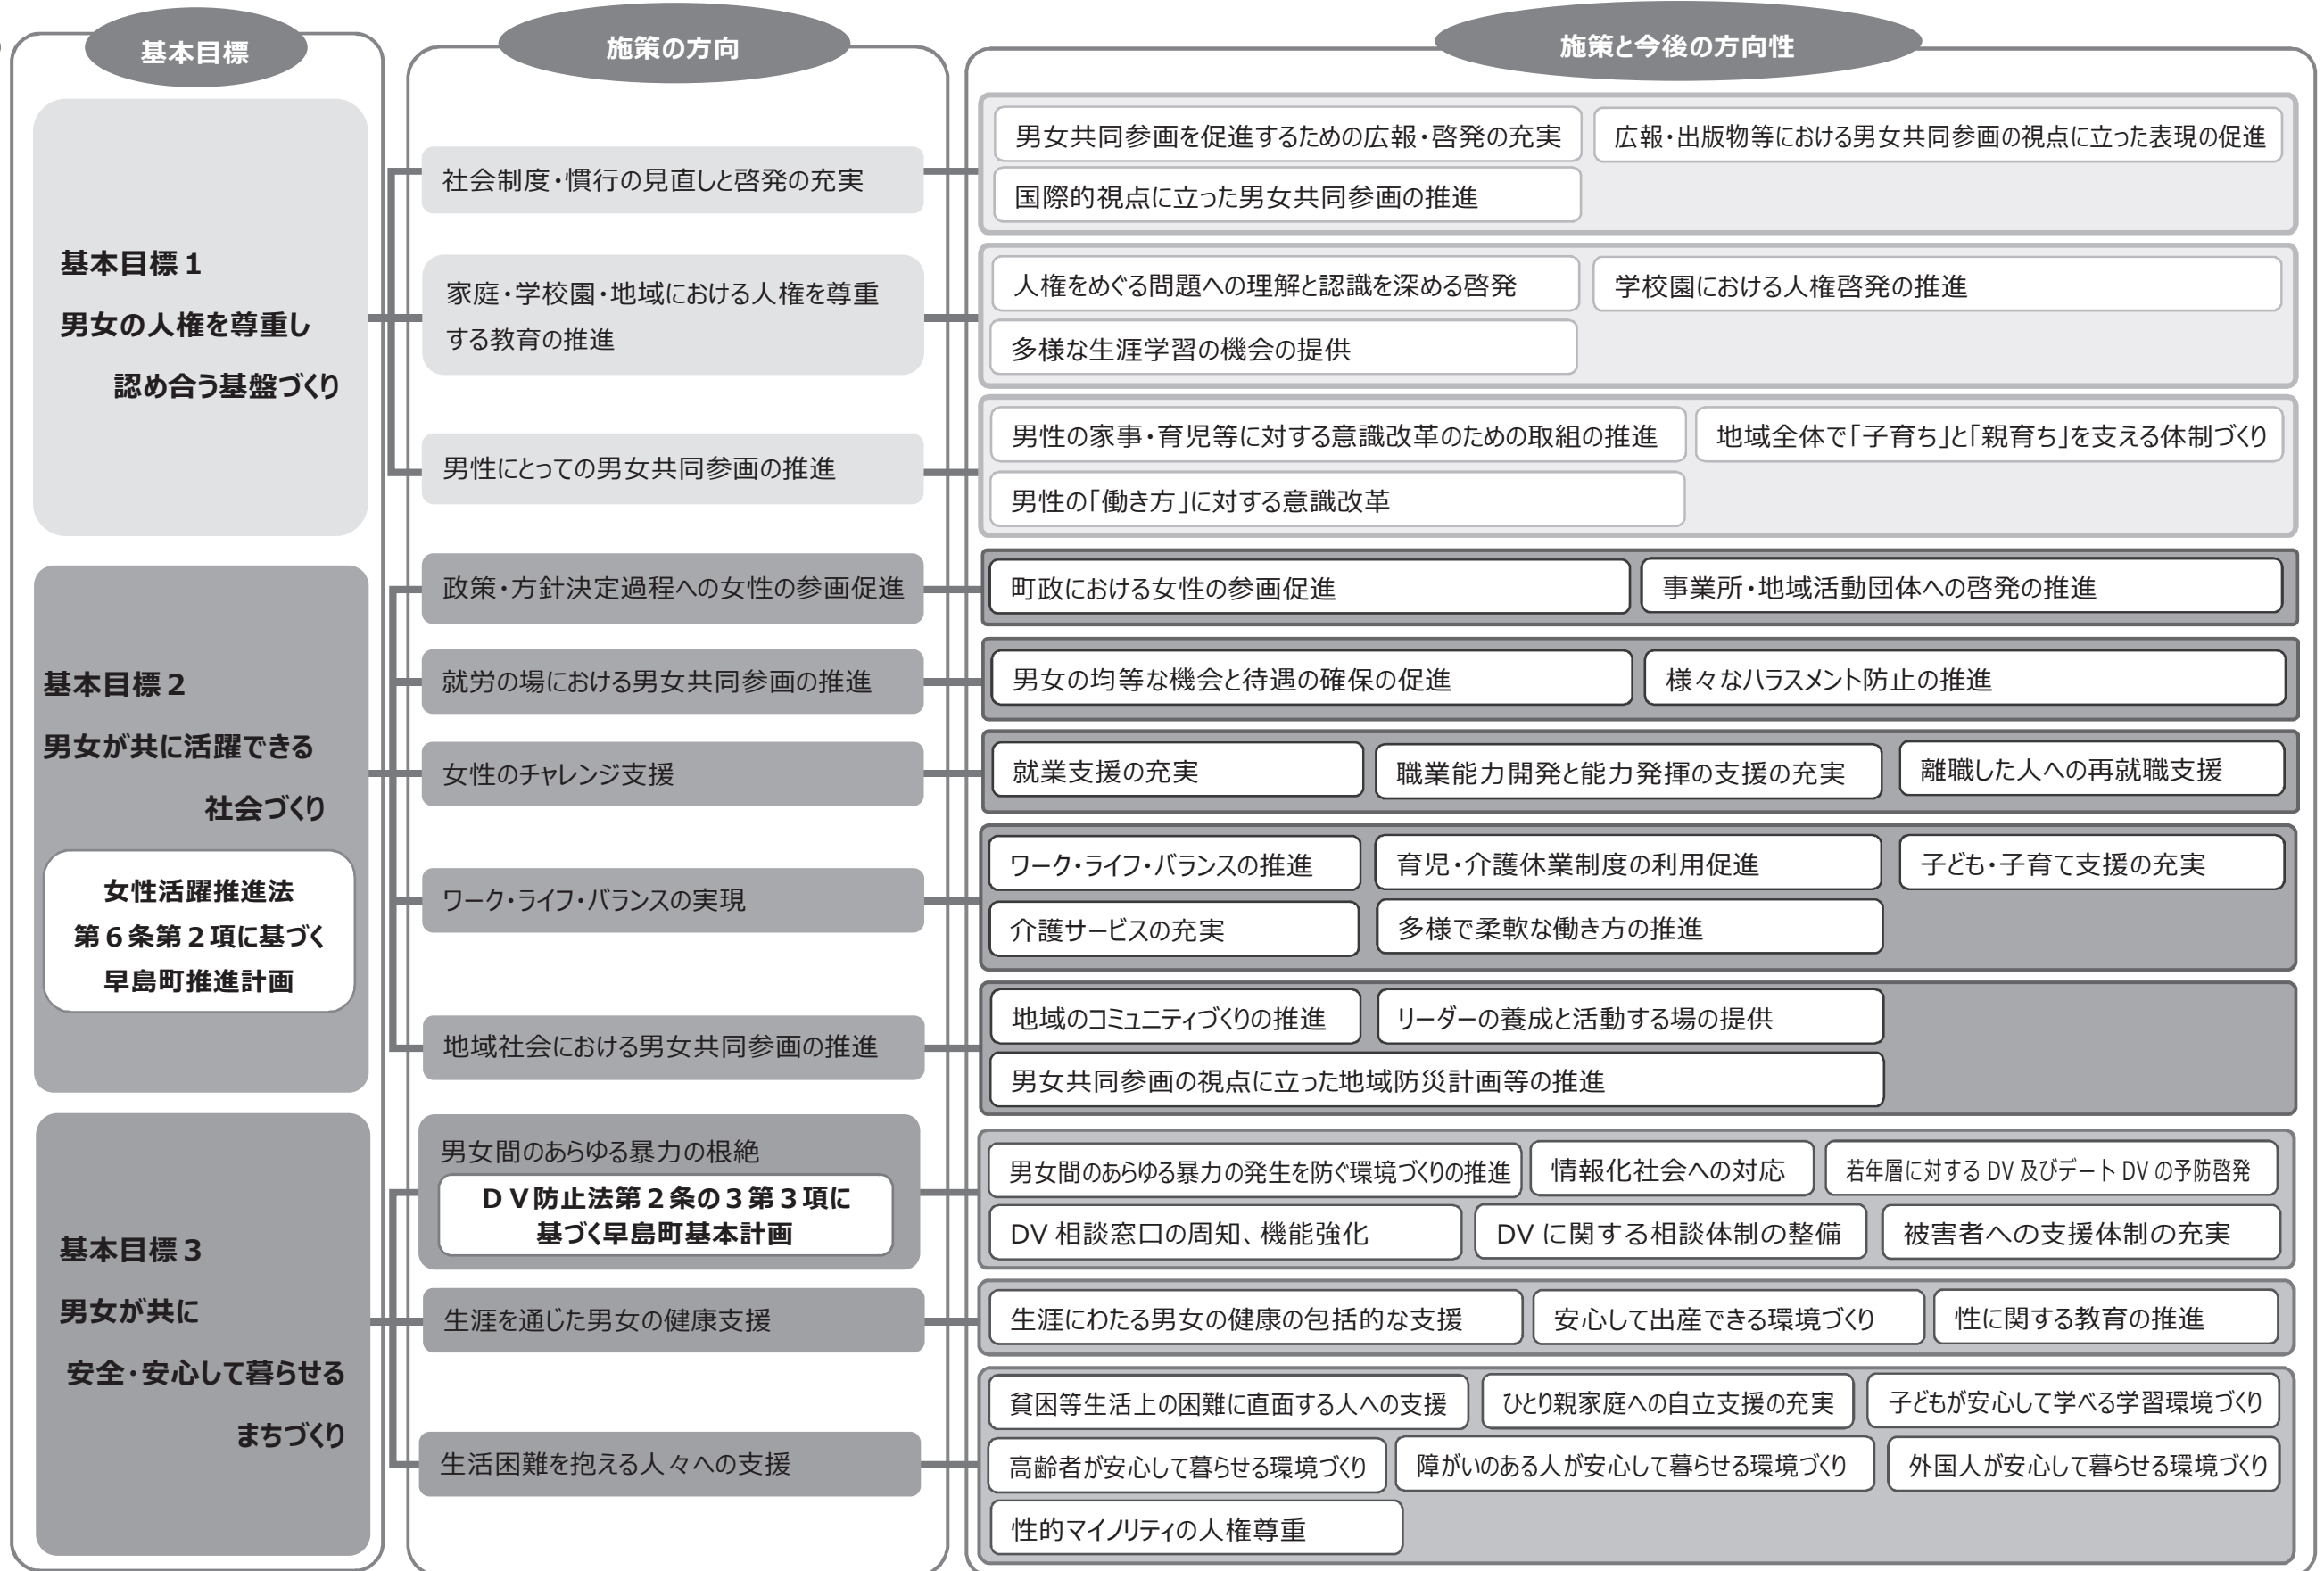 基本目標
施策の方向
施策と今後の方向性
基本目標１
男女の人権を尊重し
認め合う基盤づくり
社会制度・慣行の見直しと啓発の充実
男女共同参画を促進するための広報・啓発の充実
広報・出版物等における男女共同参画の視点に立った表現の促進
国際的視点に立った男女共同参画の推進
家庭・学校園・地域における人権を尊重
する教育の推進
人権をめぐる問題への理解と認識を深める啓発
学校園における人権啓発の推進
多様な生涯学習の機会の提供
男性にとっての男女共同参画の推進
男性の家事・育児等に対する意識改革のための取組の推進
地域全体で「子育ち」と「親育ち」を支える体制づくり
男性の「働き方」に対する意識改革
基本目標２
男女が共に活躍できる
社会づくり
女性活躍推進法
第６条第２項に基づく
早島町推進計画
政策・方針決定過程への女性の参画促進
町政における女性の参画促進
事業所・地域活動団体への啓発の推進
就労の場における男女共同参画の推進
男女の均等な機会と待遇の確保の促進
様々なハラスメント防止の推進
女性のチャレンジ支援
就業支援の充実
職業能力開発と能力発揮の支援の充実
離職した人への再就職支援
ワーク・ライフ・バランスの実現
ワーク・ライフ・バランスの推進
育児・介護休業制度の利用促進
子ども・子育て支援の充実
介護サービスの充実
多様で柔軟な働き方の推進
地域社会における男女共同参画の推進
地域のコミュニティづくりの推進
リーダーの養成と活動する場の提供
男女共同参画の視点に立った地域防災計画等の推進
基本目標３
男女が共に
安全・安心して暮らせる
まちづくり
男女間のあらゆる暴力の根絶
ＤＶ防止法第２条の３第３項に
基づく早島町基本計画
男女間のあらゆる暴力の発生を防ぐ環境づくりの推進
情報化社会への対応
若年層に対する DV 及びデート DV の予防啓発
DV 相談窓口の周知、機能強化
DV に関する相談体制の整備
被害者への支援体制の充実
生涯を通じた男女の健康支援
生涯にわたる男女の健康の包括的な支援
安心して出産できる環境づくり
性に関する教育の推進
生活困難を抱える人々への支援
貧困等生活上の困難に直面する人への支援
ひとり親家庭への自立支援の充実
子どもが安心して学べる学習環境づくり
高齢者が安心して暮らせる環境づくり
障がいのある人が安心して暮らせる環境づくり
外国人が安心して暮らせる環境づくり
性的マイノリティの人権尊重